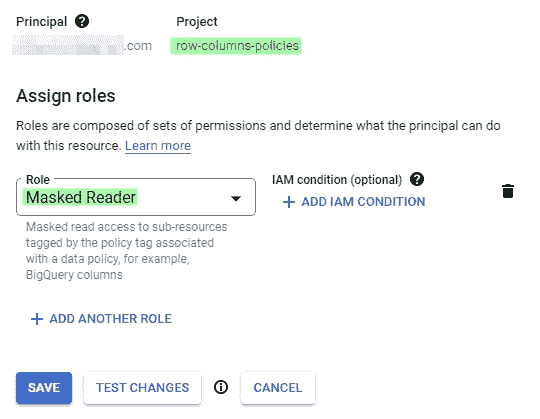 Principal Project
.com row-columns-policies
Assign roles
Roles are composed of sets of permissions and determine what the principal can do
with this resource. Learn more
Role IAM condition (optional)
Masked Reader + ADD IAM CONDITION
Masked read access to sub-resources
tagged by the policy tag associated
with a data policy, for example,
BigQuery columns
+ ADD ANOTHER ROLE
SAVE TEST CHANGES CANCEL